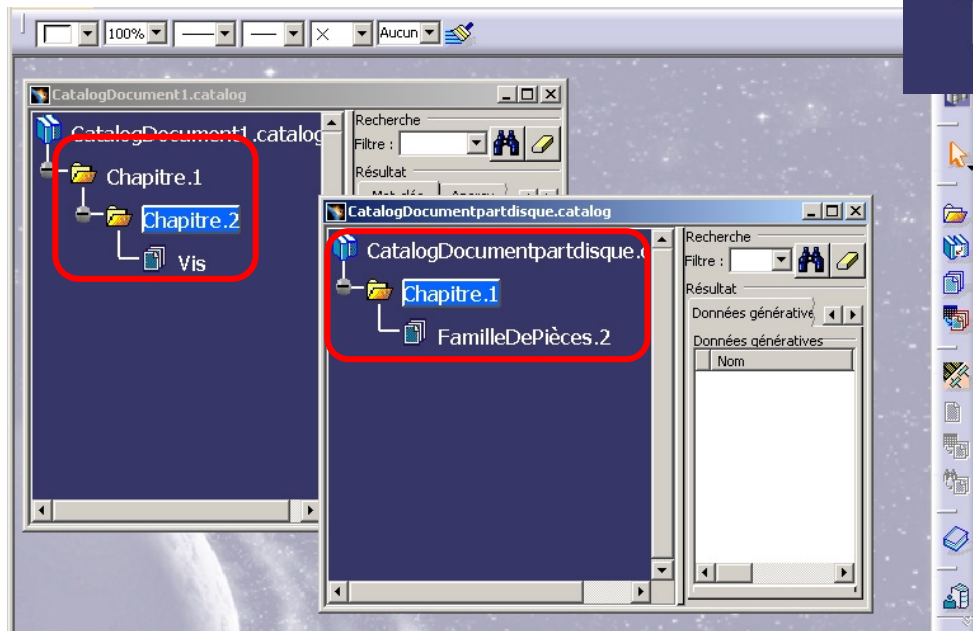 100%
Aucun
CatalogDocument1.catalog
CatalogDocument1.catalog
Chapitre.1
Chapitre.2
Vis
Recherche
Filtre :
Résultat
CatalogDocumentpartdisque.catalog
CatalogDocumentpartdisque.c
Chapitre.1
FamilleDePièces.2
Recherche
Filtre :
Résultat
Données générative
Données génératives
Nom